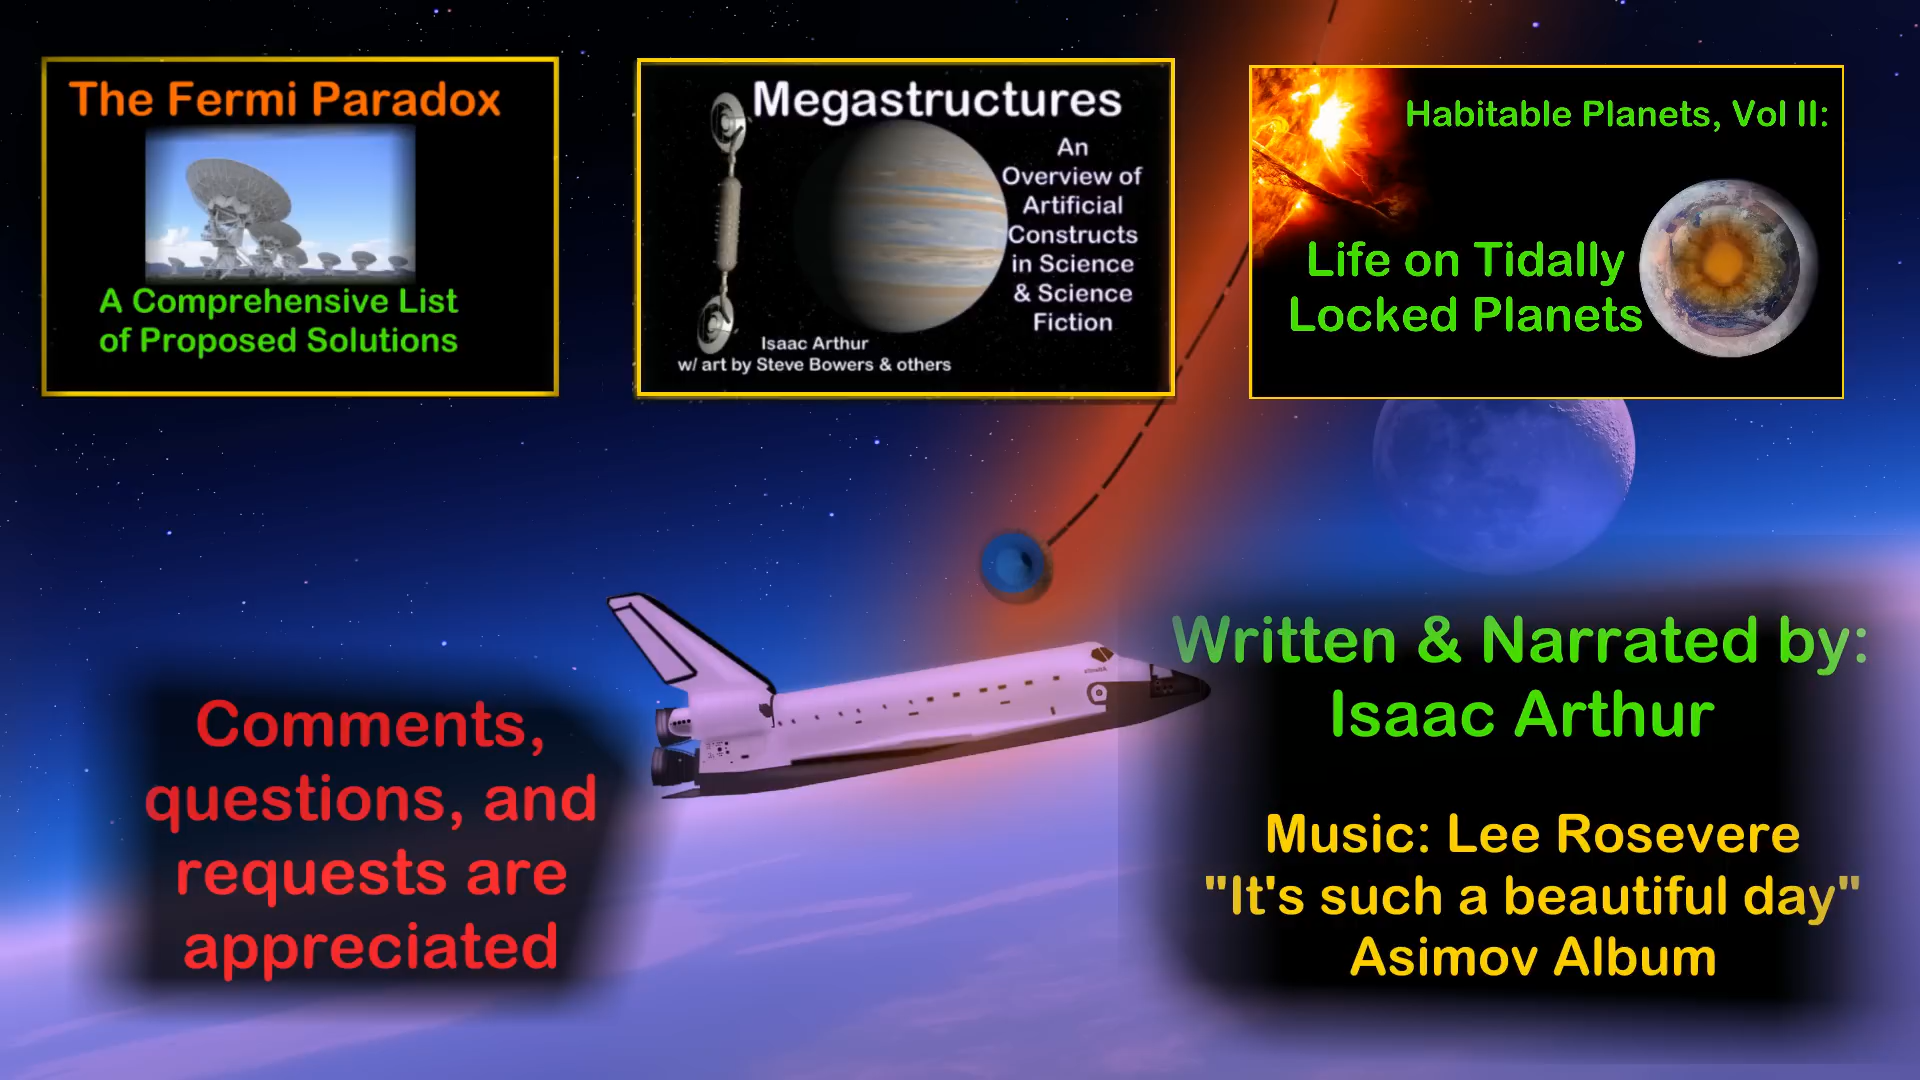 The Fermi Paradox
A Comprehensive List
of Proposed Solutions
Megastructures
An
Overview of
Artificial
Constructs
in Science
& Science
Fiction
Isaac Arthur
w/ art by Steve Bowers & others
Habitable Planets, Vol II:
Life on Tidally
Locked Planets
Comments,
questions, and
requests are
appreciated
Written & Narrated by:
Isaac Arthur
Music: Lee Rosevere
"It's such a beautiful day"
Asimov Album